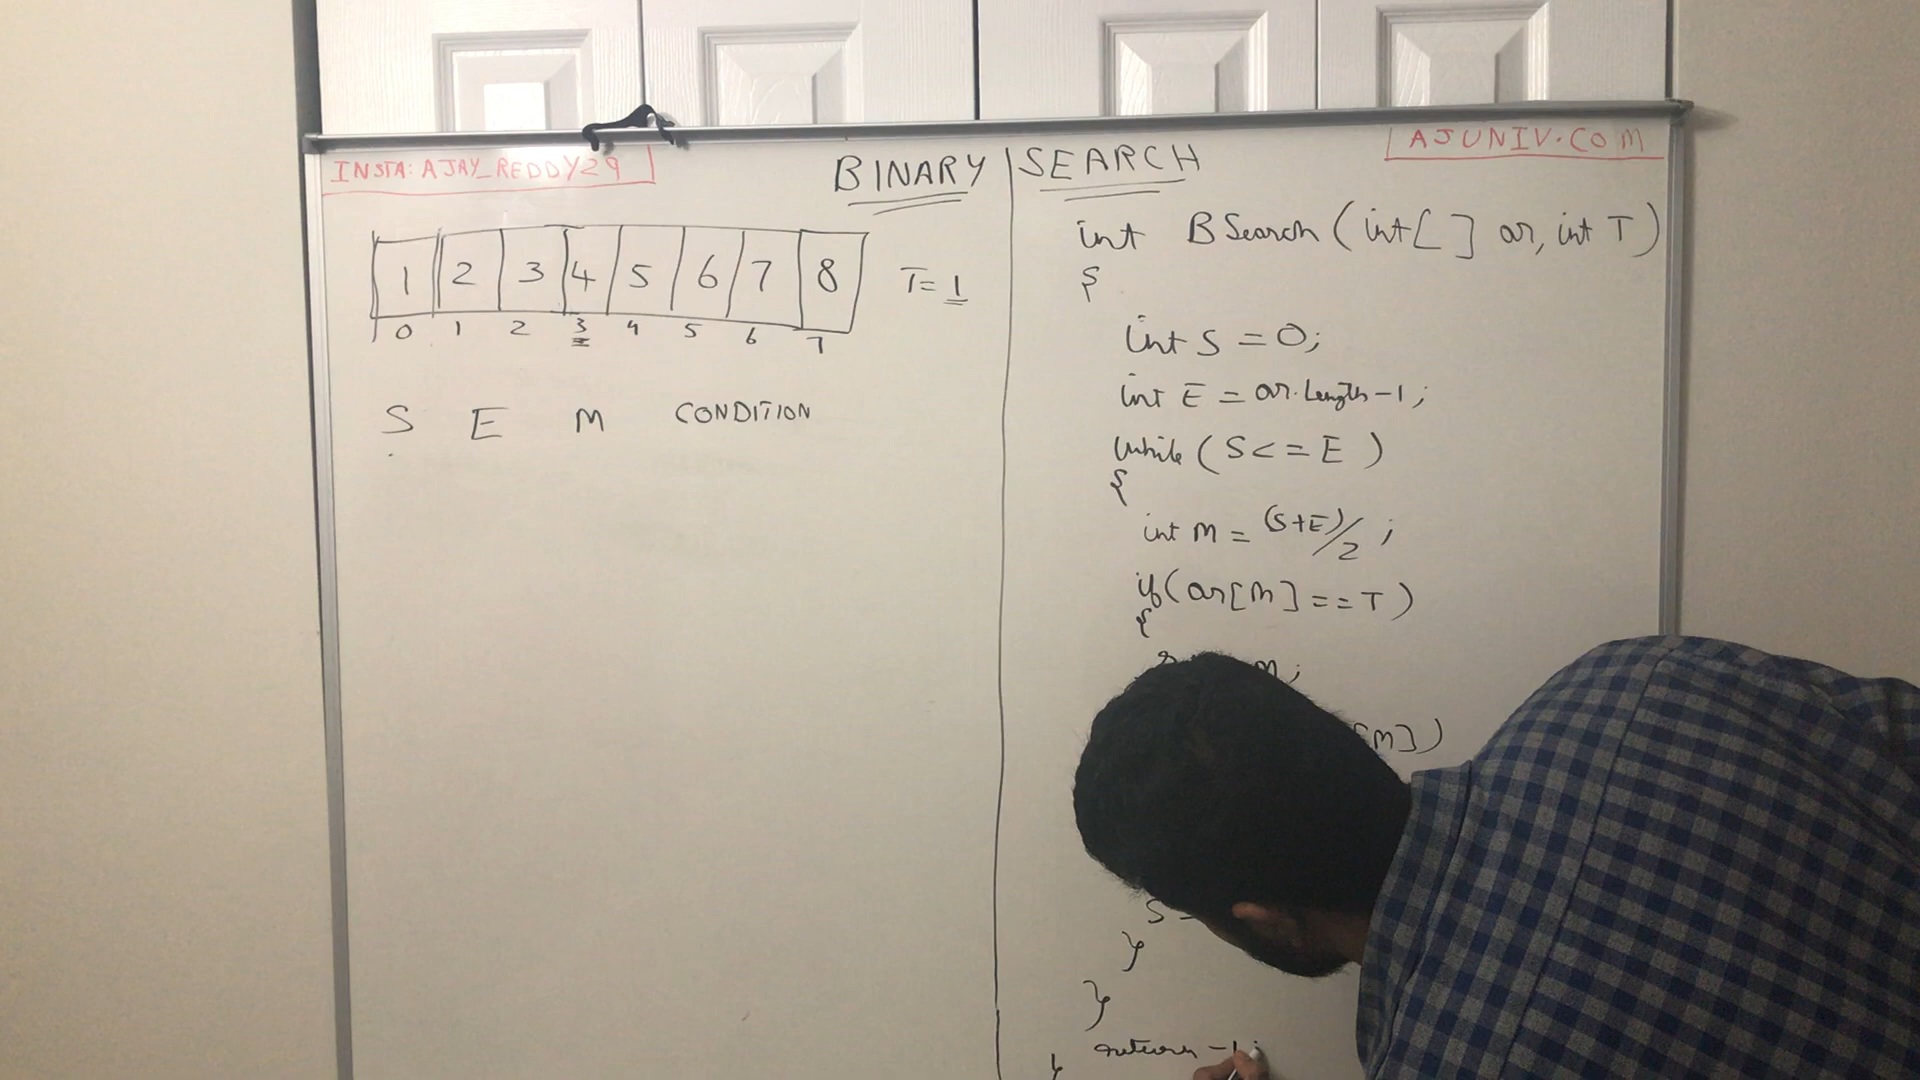 INSTA: AJAY_REDDY29
AJUNIV.COM
BINARY SEARCH
1 2 3 4 5 6 7 8 T= 1
0 1 2 3 4 5 6 7
S E M CONDITION
int BSearch (int[] ar, int T)
{
int S = 0;
int E = ar.Length-1;
while (S<=E)
{
int M = (S+E)/2;
if(ar[M]==T)
{
M;
[M])
S
}
}
return -1;
}